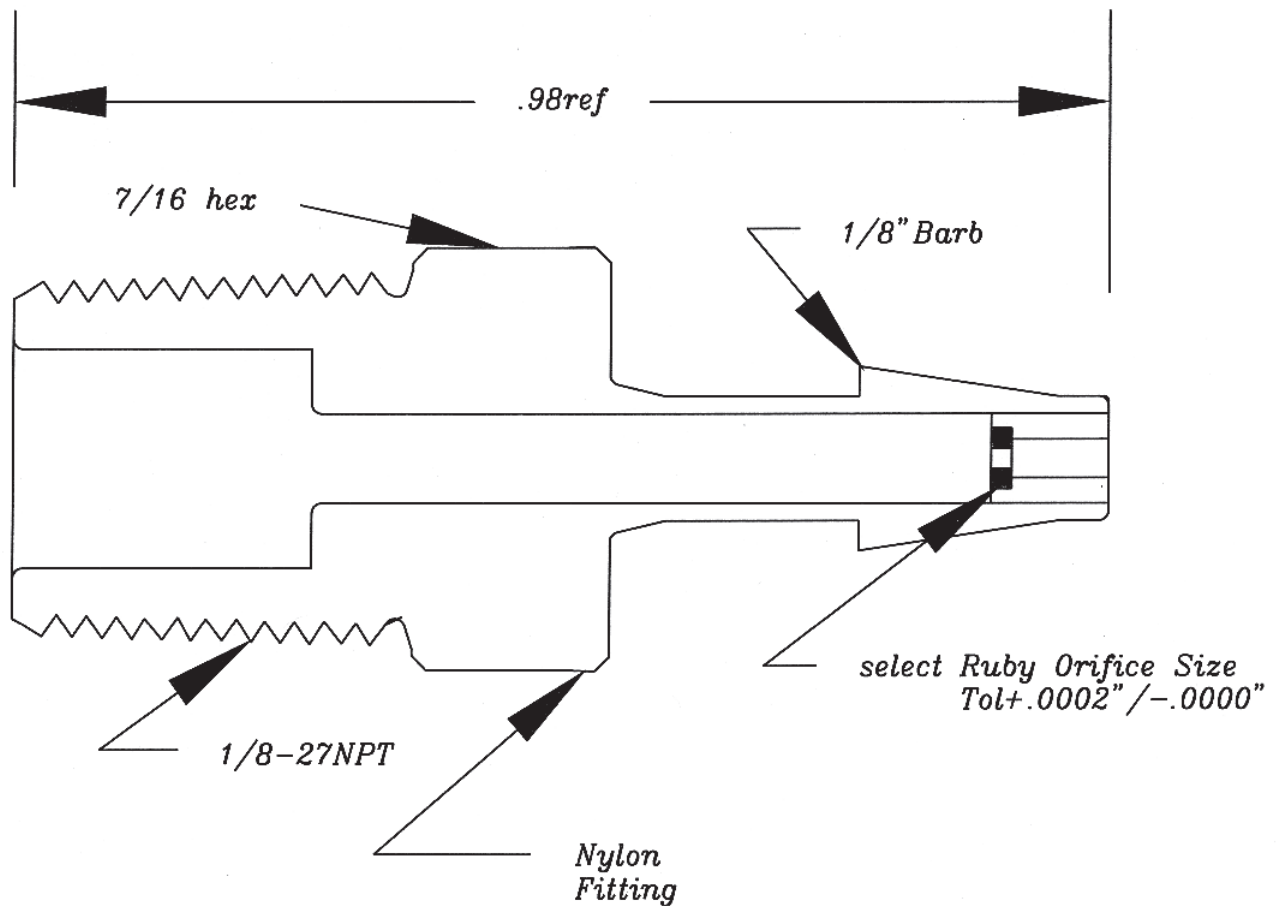 .98ref
7/16 hex
1/8" Barb
select Ruby Orifice Size
Tol+.0002"/-.0000"
1/8-27NPT
Nylon
Fitting